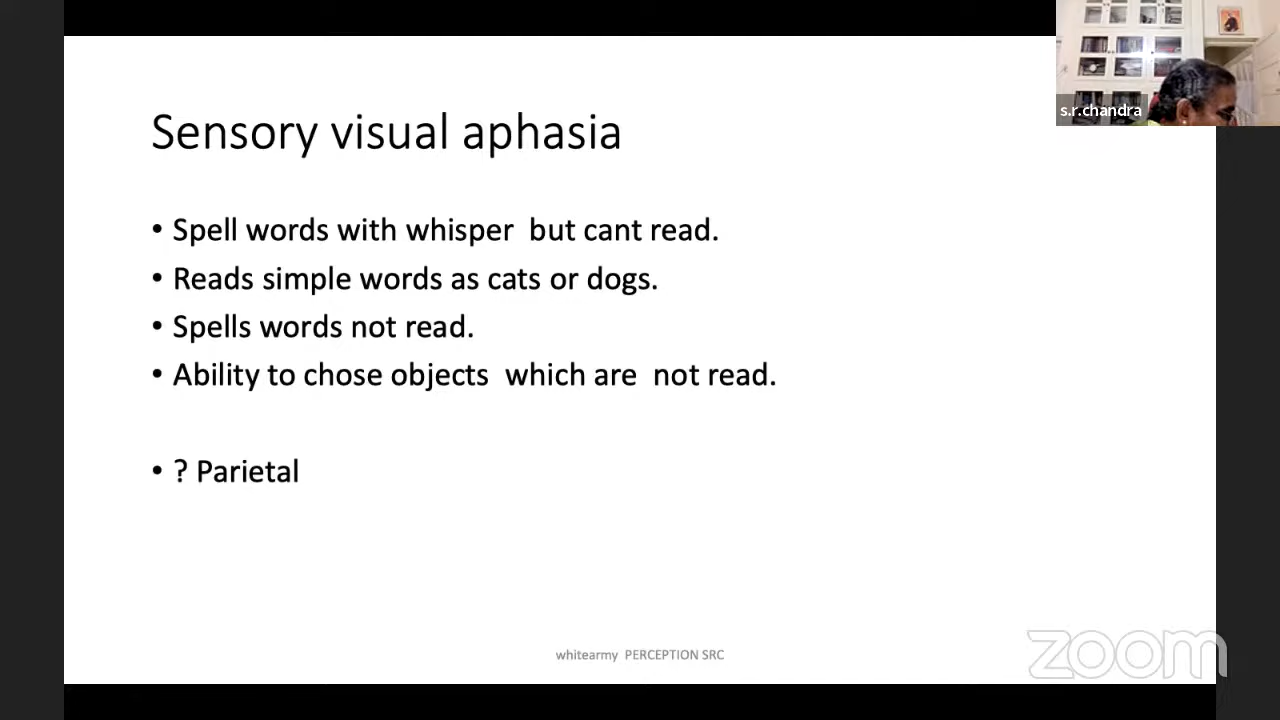 s.r.chandra
Sensory visual aphasia
• Spell words with whisper but cant read.
• Reads simple words as cats or dogs.
• Spells words not read.
• Ability to chose objects which are not read.
• ? Parietal
whitearmy PERCEPTION SRC
zoom